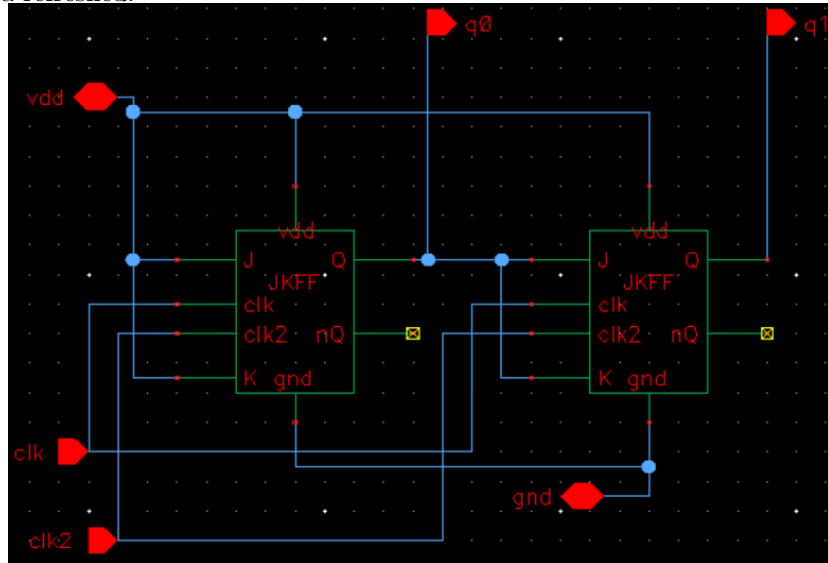 q0
q1
vdd
vdd
vdd
J
Q
J
Q
JKFF
JKFF
clk
clk
clk2
nQ
clk2
nQ
K
gnd
K
gnd
clk
gnd
clk2